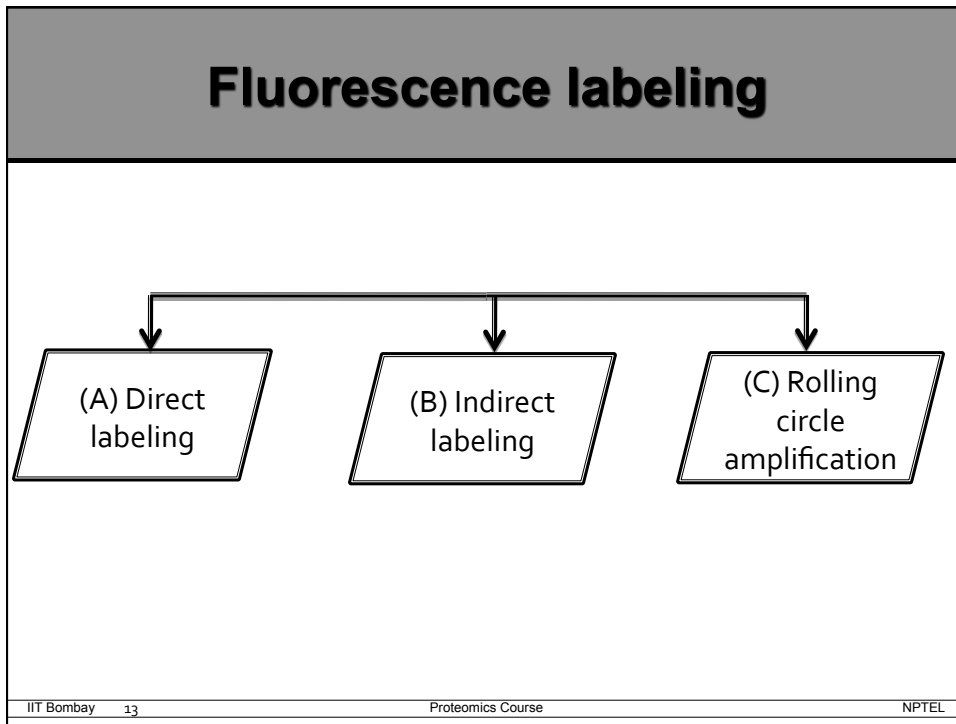 Fluorescence labeling
(A) Direct
labeling
(B) Indirect
labeling
(C) Rolling
circle
amplification
IIT Bombay 13 Proteomics Course NPTEL